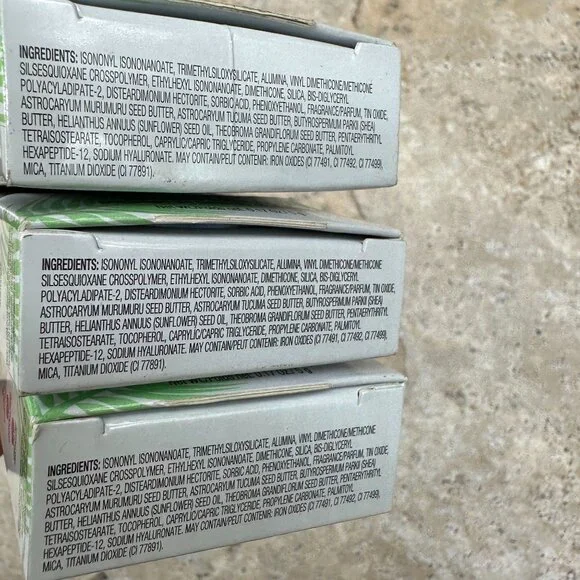 INGREDIENTS: ISONONYL ISONONANOATE, TRIMETHYLSILOXYSILICATE, ALUMINA, VINYL DIMETHICONE/METHICONE
SILSESQUIOXANE CROSSPOLYMER, ETHYLHEXYL ISONONANOATE, DIMETHICONE, SILICA, BIS-DIGLYCERYL
POLYACYLADIPATE-2, DISTEARDIMONIUM HECTORITE, SORBIC ACID, PHENOXYETHANOL, FRAGRANCE/PARFUM, TIN OXIDE,
ASTROCARYUM MURUMURU SEED BUTTER, ASTROCARYUM TUCUMA SEED BUTTER, BUTYROSPERMUM PARKII (SHEA)
BUTTER, HELIANTHUS ANNUUS (SUNFLOWER) SEED OIL, THEOBROMA GRANDIFLORUM SEED BUTTER, PENTAERYTHRITYL
TETRAISOSTEARATE, TOCOPHEROL, CAPRYLIC/CAPRIC TRIGLYCERIDE, PROPYLENE CARBONATE, PALMITOYL
HEXAPEPTIDE-12, SODIUM HYALURONATE. MAY CONTAIN/PEUT CONTENIR: IRON OXIDES (CI 77491, CI 77492, CI 77499),
MICA, TITANIUM DIOXIDE (CI 77891).
INGREDIENTS: ISONONYL ISONONANOATE, TRIMETHYLSILOXYSILICATE, ALUMINA, VINYL DIMETHICONE/METHICONE
SILSESQUIOXANE CROSSPOLYMER, ETHYLHEXYL ISONONANOATE, DIMETHICONE, SILICA, BIS-DIGLYCERYL
POLYACYLADIPATE-2, DISTEARDIMONIUM HECTORITE, SORBIC ACID, PHENOXYETHANOL, FRAGRANCE/PARFUM, TIN OXIDE,
ASTROCARYUM MURUMURU SEED BUTTER, ASTROCARYUM TUCUMA SEED BUTTER, BUTYROSPERMUM PARKII (SHEA)
BUTTER, HELIANTHUS ANNUUS (SUNFLOWER) SEED OIL, THEOBROMA GRANDIFLORUM SEED BUTTER, PENTAERYTHRITYL
TETRAISOSTEARATE, TOCOPHEROL, CAPRYLIC/CAPRIC TRIGLYCERIDE, PROPYLENE CARBONATE, PALMITOYL
HEXAPEPTIDE-12, SODIUM HYALURONATE. MAY CONTAIN/PEUT CONTENIR: IRON OXIDES (CI 77491, CI 77492, CI 77499),
MICA, TITANIUM DIOXIDE (CI 77891).
INGREDIENTS: ISONONYL ISONONANOATE, TRIMETHYLSILOXYSILICATE, ALUMINA, VINYL DIMETHICONE/METHICONE
SILSESQUIOXANE CROSSPOLYMER, ETHYLHEXYL ISONONANOATE, DIMETHICONE, SILICA, BIS-DIGLYCERYL
POLYACYLADIPATE-2, DISTEARDIMONIUM HECTORITE, SORBIC ACID, PHENOXYETHANOL, FRAGRANCE/PARFUM, TIN OXIDE,
ASTROCARYUM MURUMURU SEED BUTTER, ASTROCARYUM TUCUMA SEED BUTTER, BUTYROSPERMUM PARKII (SHEA)
BUTTER, HELIANTHUS ANNUUS (SUNFLOWER) SEED OIL, THEOBROMA GRANDIFLORUM SEED BUTTER, PENTAERYTHRITYL
TETRAISOSTEARATE, TOCOPHEROL, CAPRYLIC/CAPRIC TRIGLYCERIDE, PROPYLENE CARBONATE, PALMITOYL
HEXAPEPTIDE-12, SODIUM HYALURONATE. MAY CONTAIN/PEUT CONTENIR: IRON OXIDES (CI 77491, CI 77492, CI 77499),
MICA, TITANIUM DIOXIDE (CI 77891).